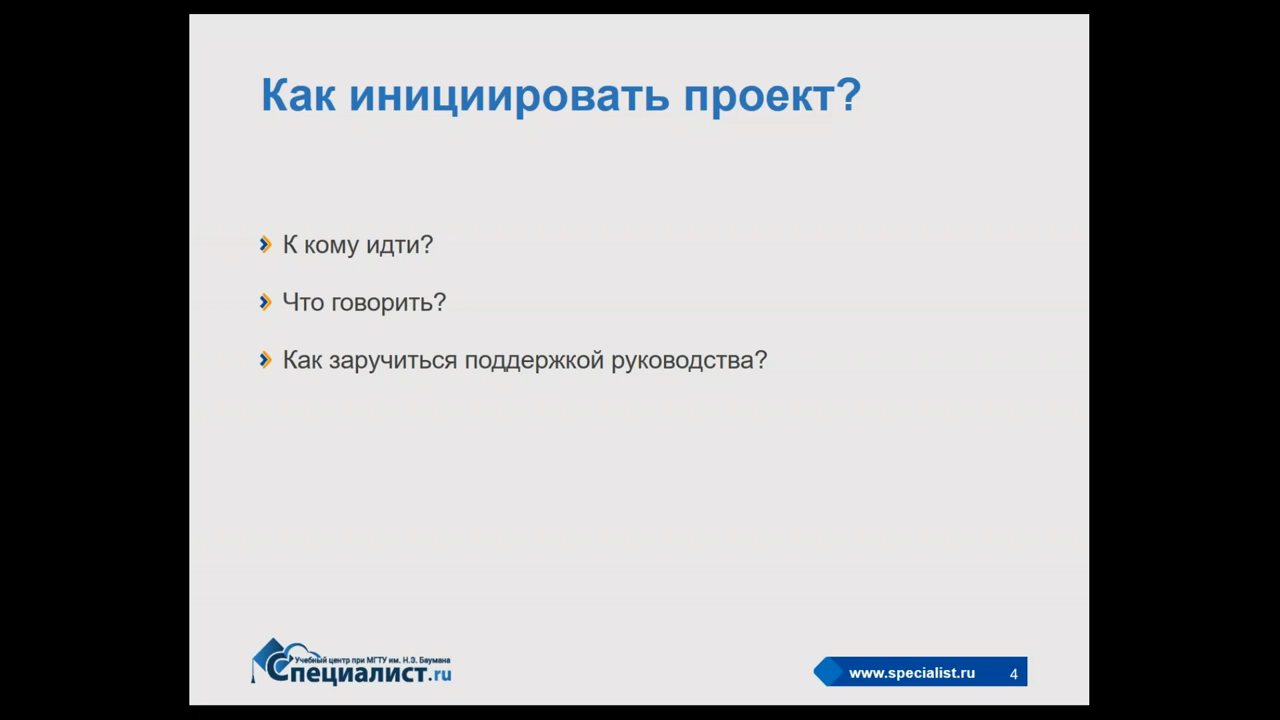 Как инициировать проект?
К кому идти?
Что говорить?
Как заручиться поддержкой руководства?
Учебный центр при МГТУ им. Н.Э. Баумана
Специалист.ru
www.specialist.ru 4